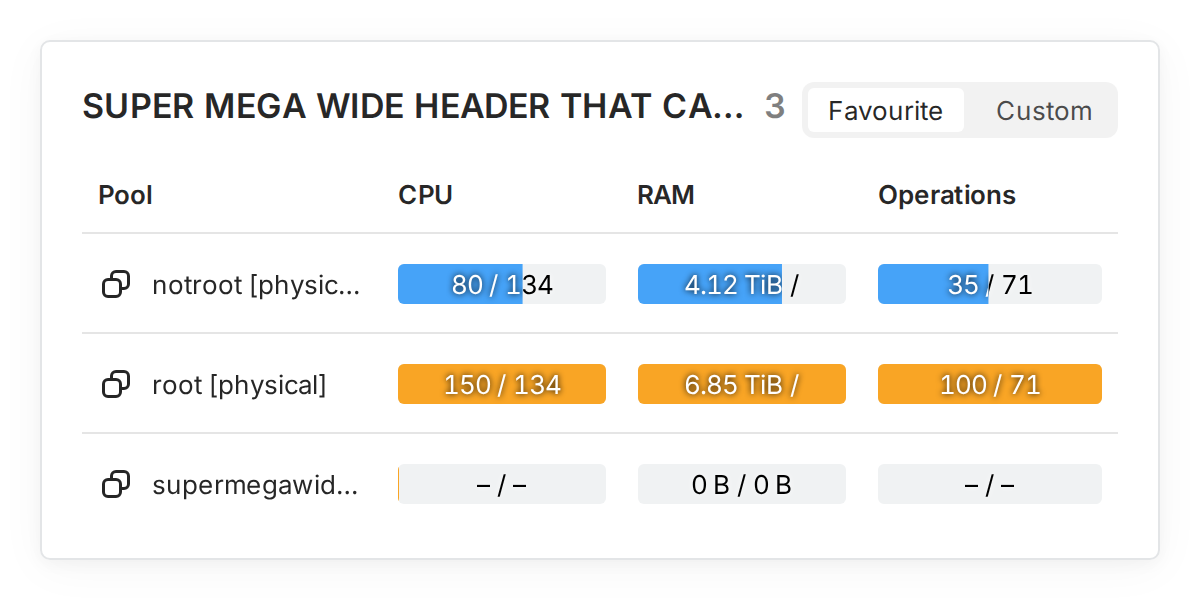 SUPER MEGA WIDE HEADER THAT CA... 3 Favourite Custom
Pool CPU RAM Operations
notroot [physic... 80 / 134 4.12 TiB / 35 / 71
root [physical] 150 / 134 6.85 TiB / 100 / 71
supermegawid... – / – 0 B / 0 B – / –